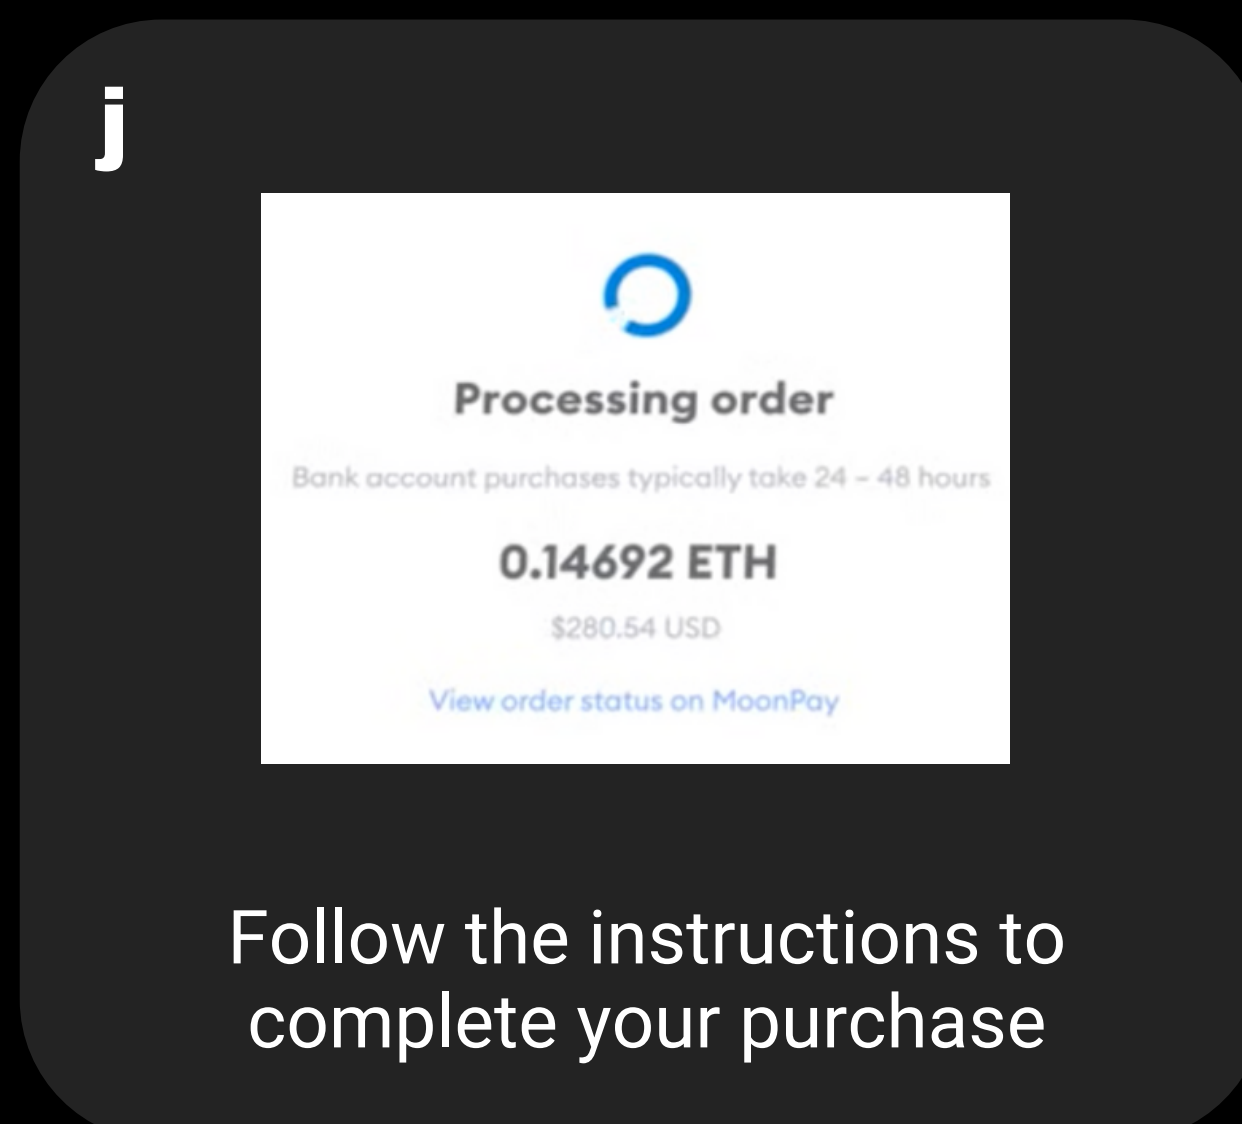 j
Processing order
Bank account purchases typically take 24 – 48 hours
0.14692 ETH
$280.54 USD
View order status on MoonPay
Follow the instructions to
complete your purchase